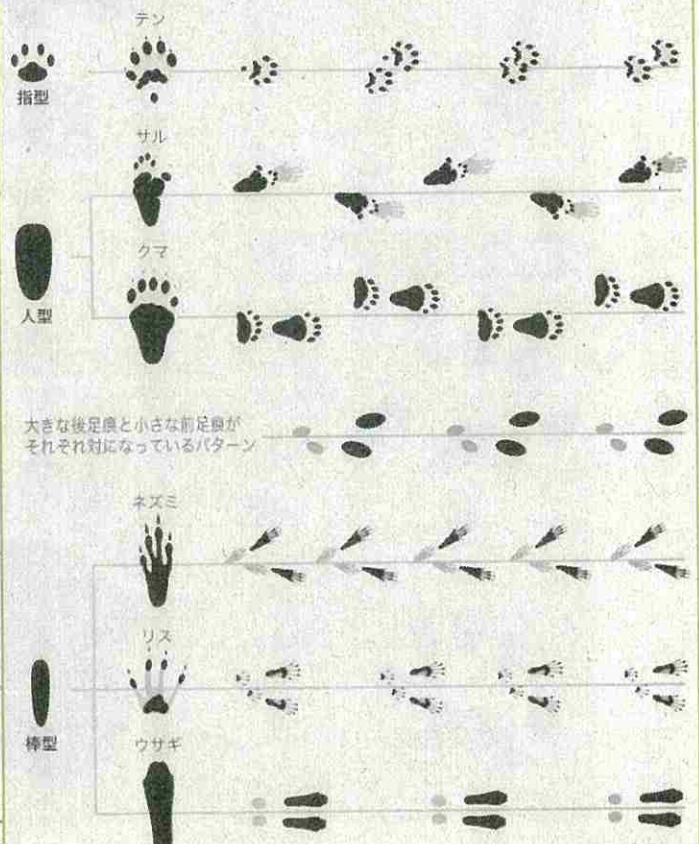 テン
指型
サル
クマ
人型
大きな後足痕と小さな前足痕が
それぞれ対になっているパターン
ネズミ
リス
棒型
ウサギ